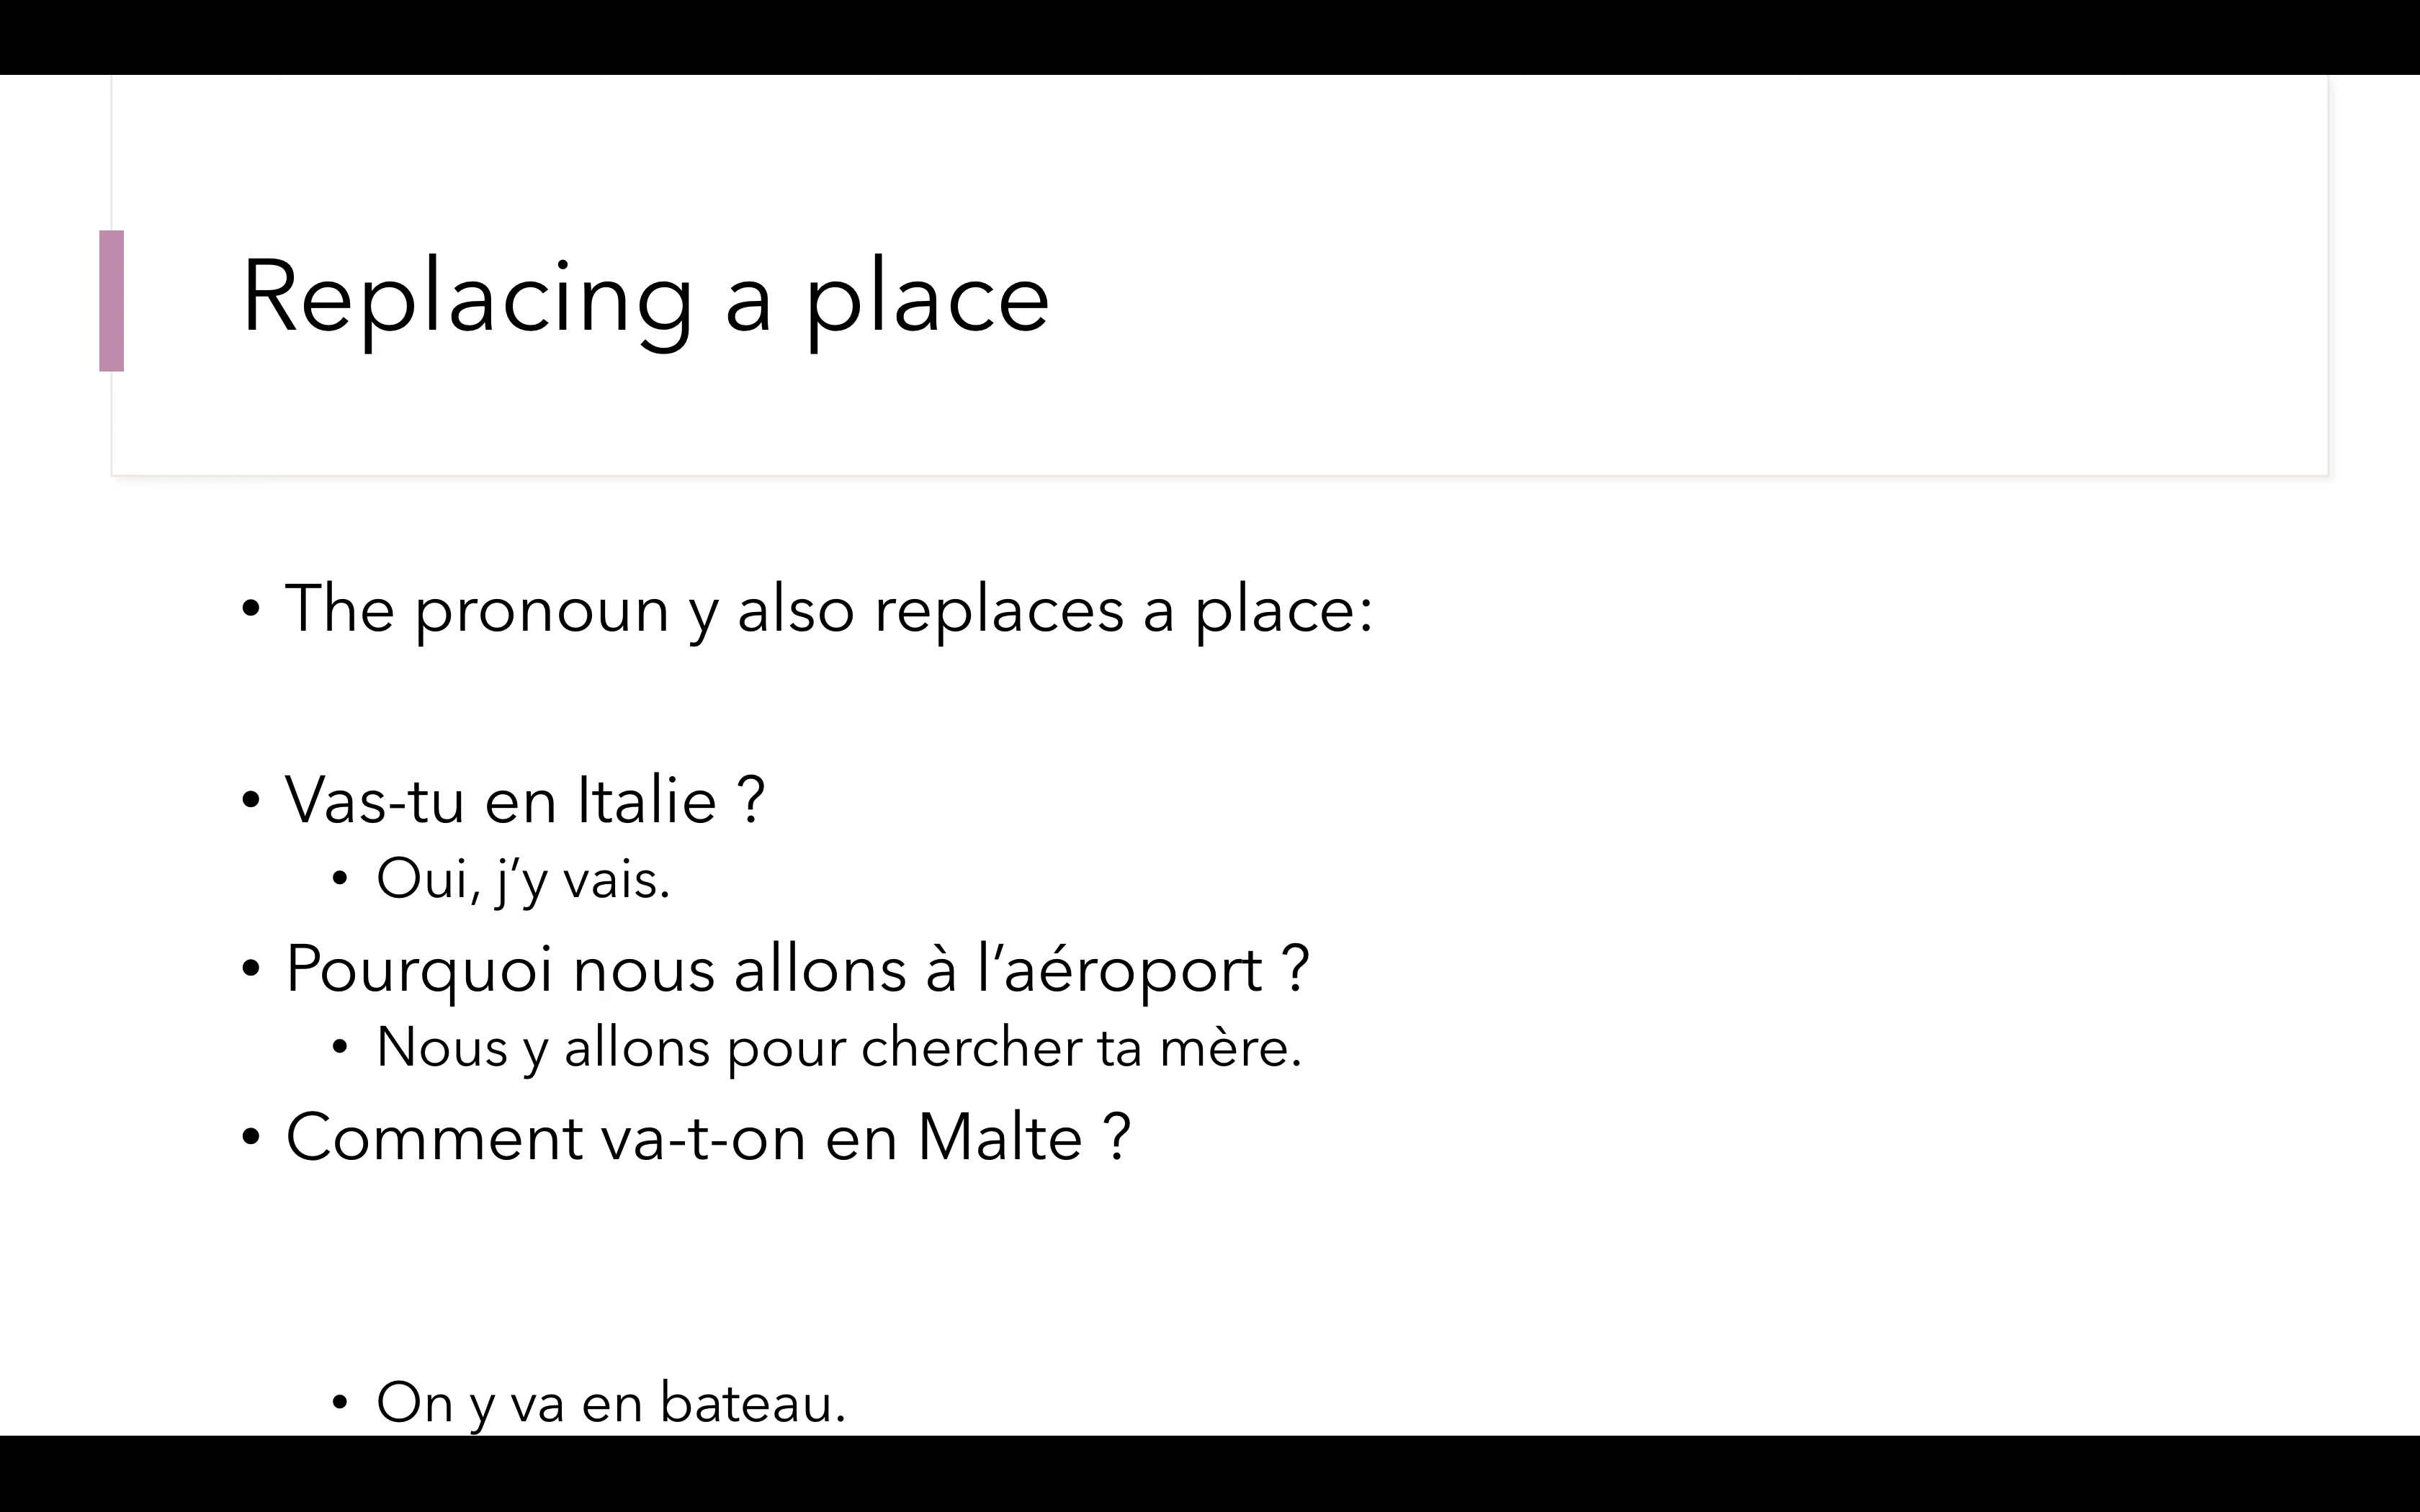 Replacing a place
• The pronoun y also replaces a place:
• Vas-tu en Italie ?
• Oui, j’y vais.
• Pourquoi nous allons à l’aéroport ?
• Nous y allons pour chercher ta mère.
• Comment va-t-on en Malte ?
• On y va en bateau.